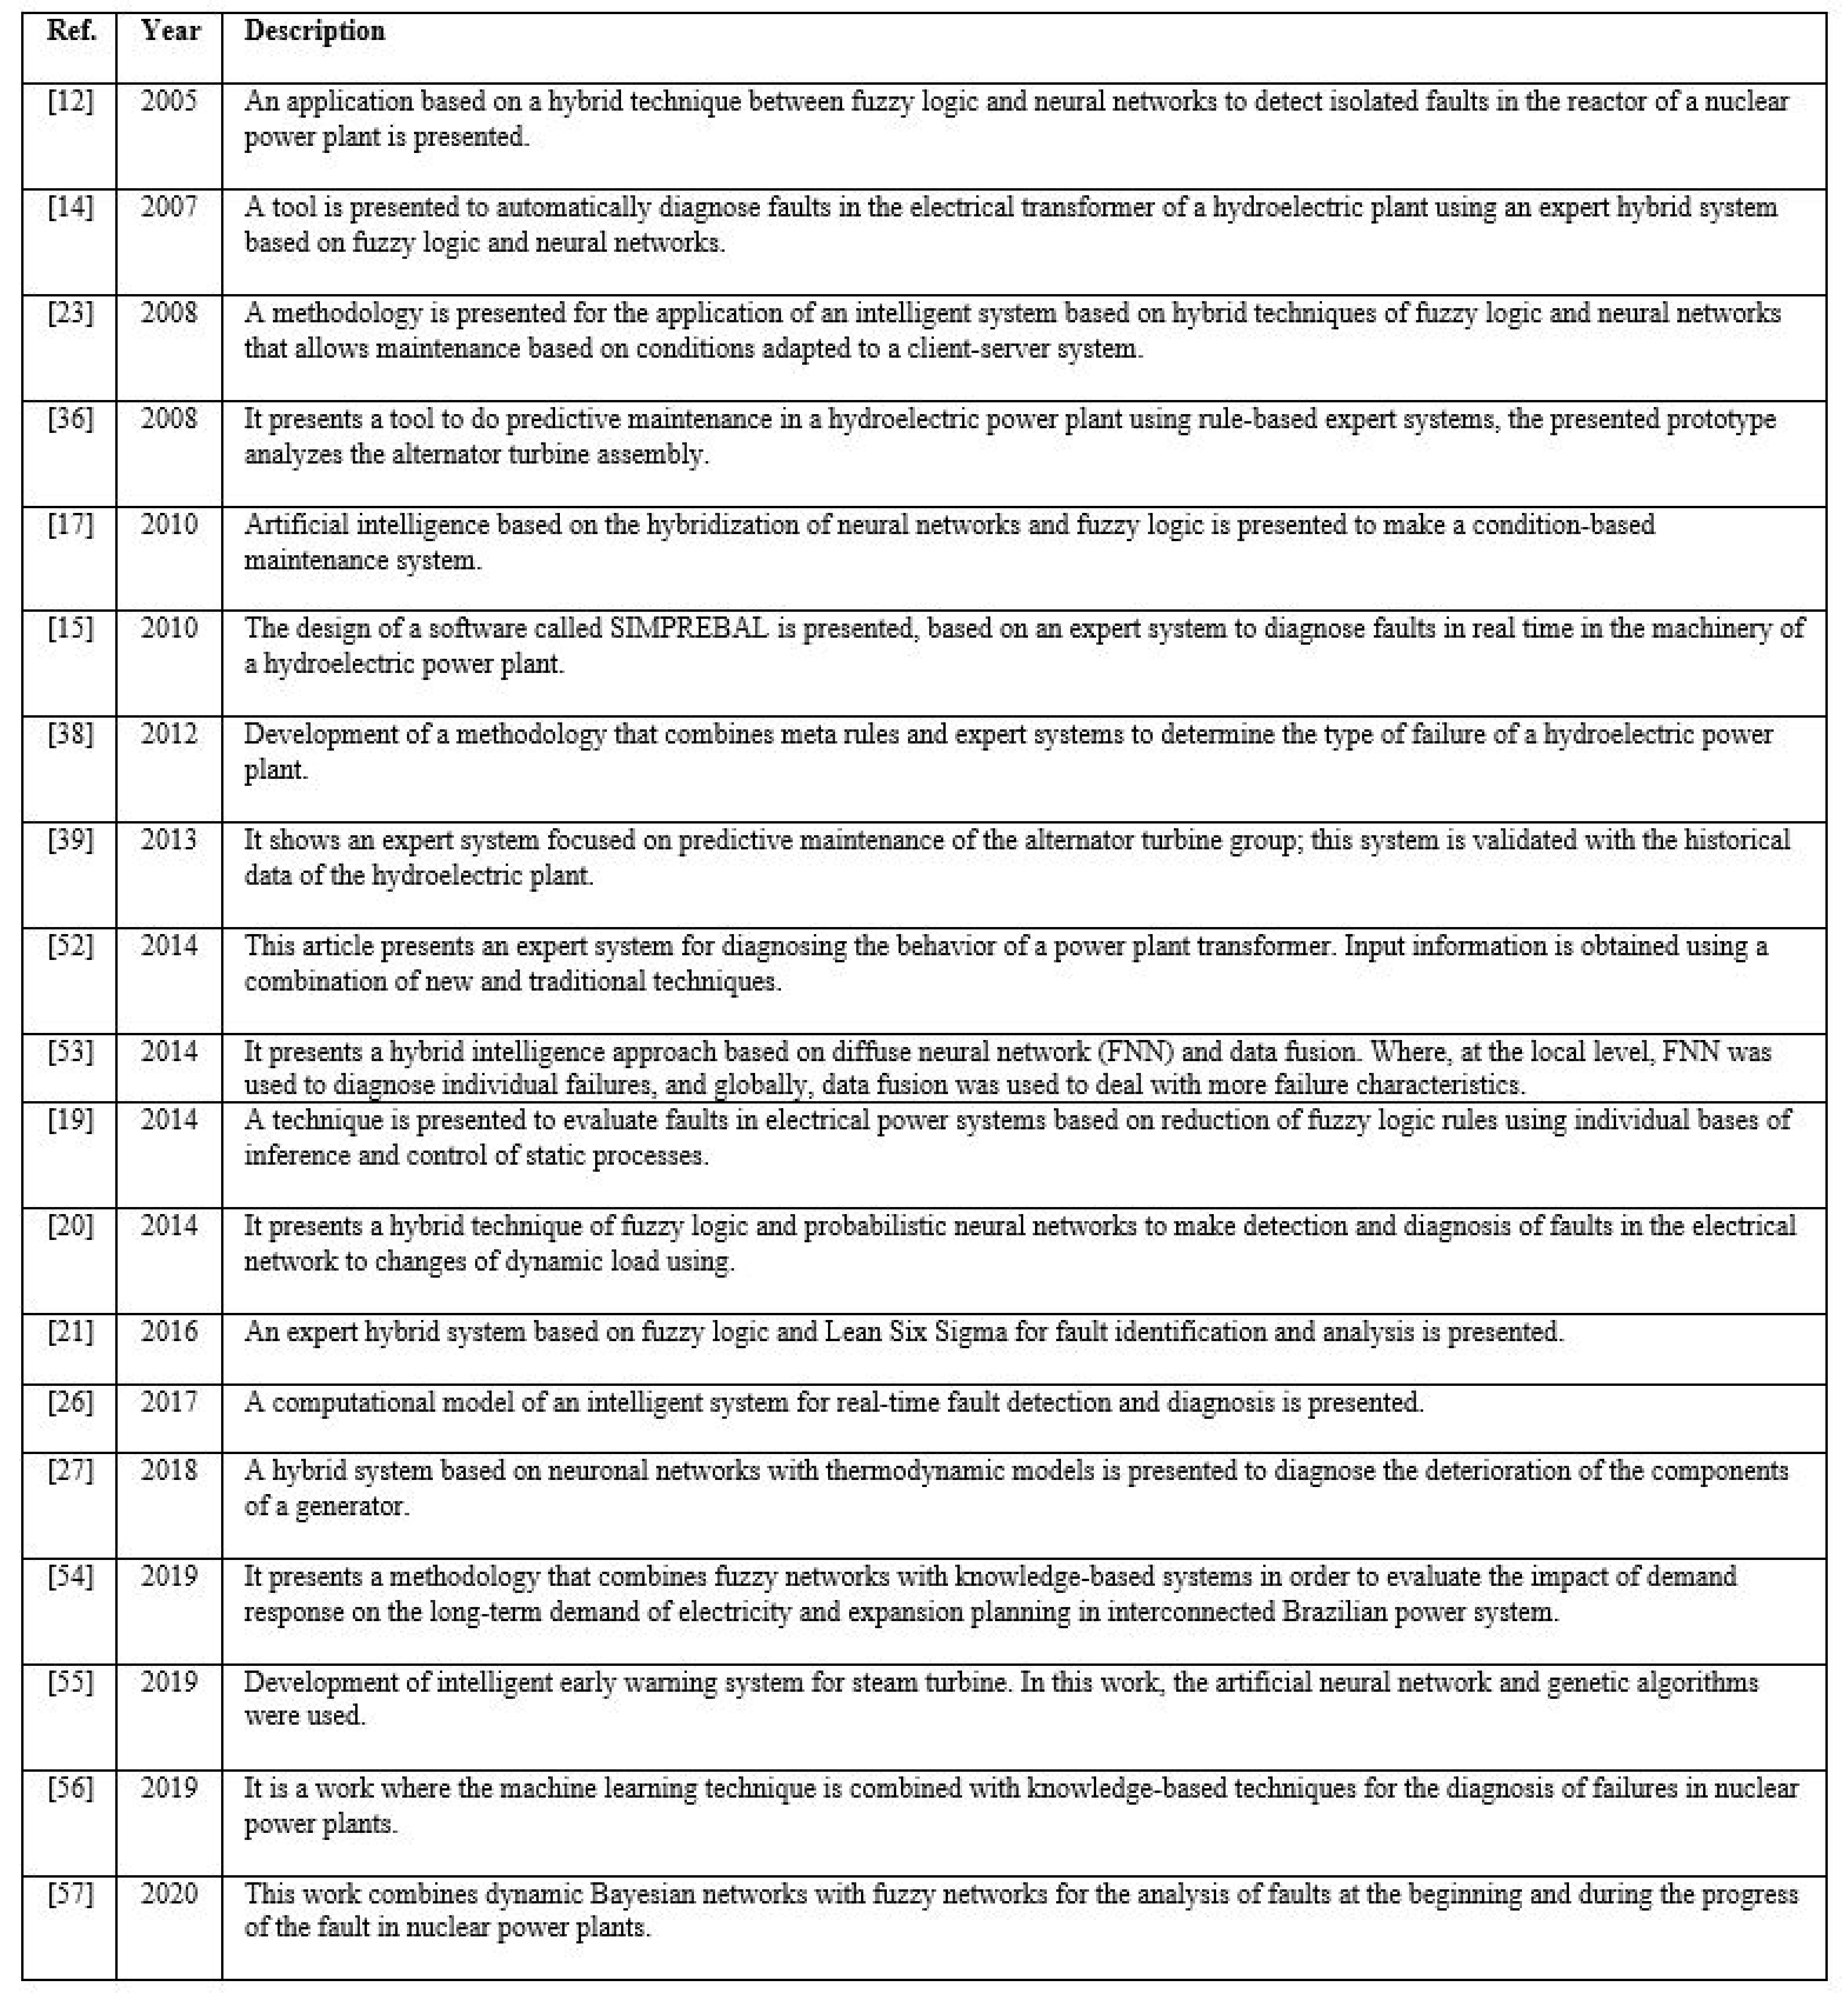 Ref. Year Description
[12] 2005 An application based on a hybrid technique between fuzzy logic and neural networks to detect isolated faults in the reactor of a nuclear
power plant is presented.
[14] 2007 A tool is presented to automatically diagnose faults in the electrical transformer of a hydroelectric plant using an expert hybrid system
based on fuzzy logic and neural networks.
[23] 2008 A methodology is presented for the application of an intelligent system based on hybrid techniques of fuzzy logic and neural networks
that allows maintenance based on conditions adapted to a client-server system.
[36] 2008 It presents a tool to do predictive maintenance in a hydroelectric power plant using rule-based expert systems, the presented prototype
analyzes the alternator turbine assembly.
[17] 2010 Artificial intelligence based on the hybridization of neural networks and fuzzy logic is presented to make a condition-based
maintenance system.
[15] 2010 The design of a software called SIMPREBAL is presented, based on an expert system to diagnose faults in real time in the machinery of
a hydroelectric power plant.
[38] 2012 Development of a methodology that combines meta rules and expert systems to determine the type of failure of a hydroelectric power
plant.
[39] 2013 It shows an expert system focused on predictive maintenance of the alternator turbine group; this system is validated with the historical
data of the hydroelectric plant.
[52] 2014 This article presents an expert system for diagnosing the behavior of a power plant transformer. Input information is obtained using a
combination of new and traditional techniques.
[53] 2014 It presents a hybrid intelligence approach based on diffuse neural network (FNN) and data fusion. Where, at the local level, FNN was
used to diagnose individual failures, and globally, data fusion was used to deal with more failure characteristics.
[19] 2014 A technique is presented to evaluate faults in electrical power systems based on reduction of fuzzy logic rules using individual bases of
inference and control of static processes.
[20] 2014 It presents a hybrid technique of fuzzy logic and probabilistic neural networks to make detection and diagnosis of faults in the electrical
network to changes of dynamic load using.
[21] 2016 An expert hybrid system based on fuzzy logic and Lean Six Sigma for fault identification and analysis is presented.
[26] 2017 A computational model of an intelligent system for real-time fault detection and diagnosis is presented.
[27] 2018 A hybrid system based on neuronal networks with thermodynamic models is presented to diagnose the deterioration of the components
of a generator.
[54] 2019 It presents a methodology that combines fuzzy networks with knowledge-based systems in order to evaluate the impact of demand
response on the long-term demand of electricity and expansion planning in interconnected Brazilian power system.
[55] 2019 Development of intelligent early warning system for steam turbine. In this work, the artificial neural network and genetic algorithms
were used.
[56] 2019 It is a work where the machine learning technique is combined with knowledge-based techniques for the diagnosis of failures in nuclear
power plants.
[57] 2020 This work combines dynamic Bayesian networks with fuzzy networks for the analysis of faults at the beginning and during the progress
of the fault in nuclear power plants.